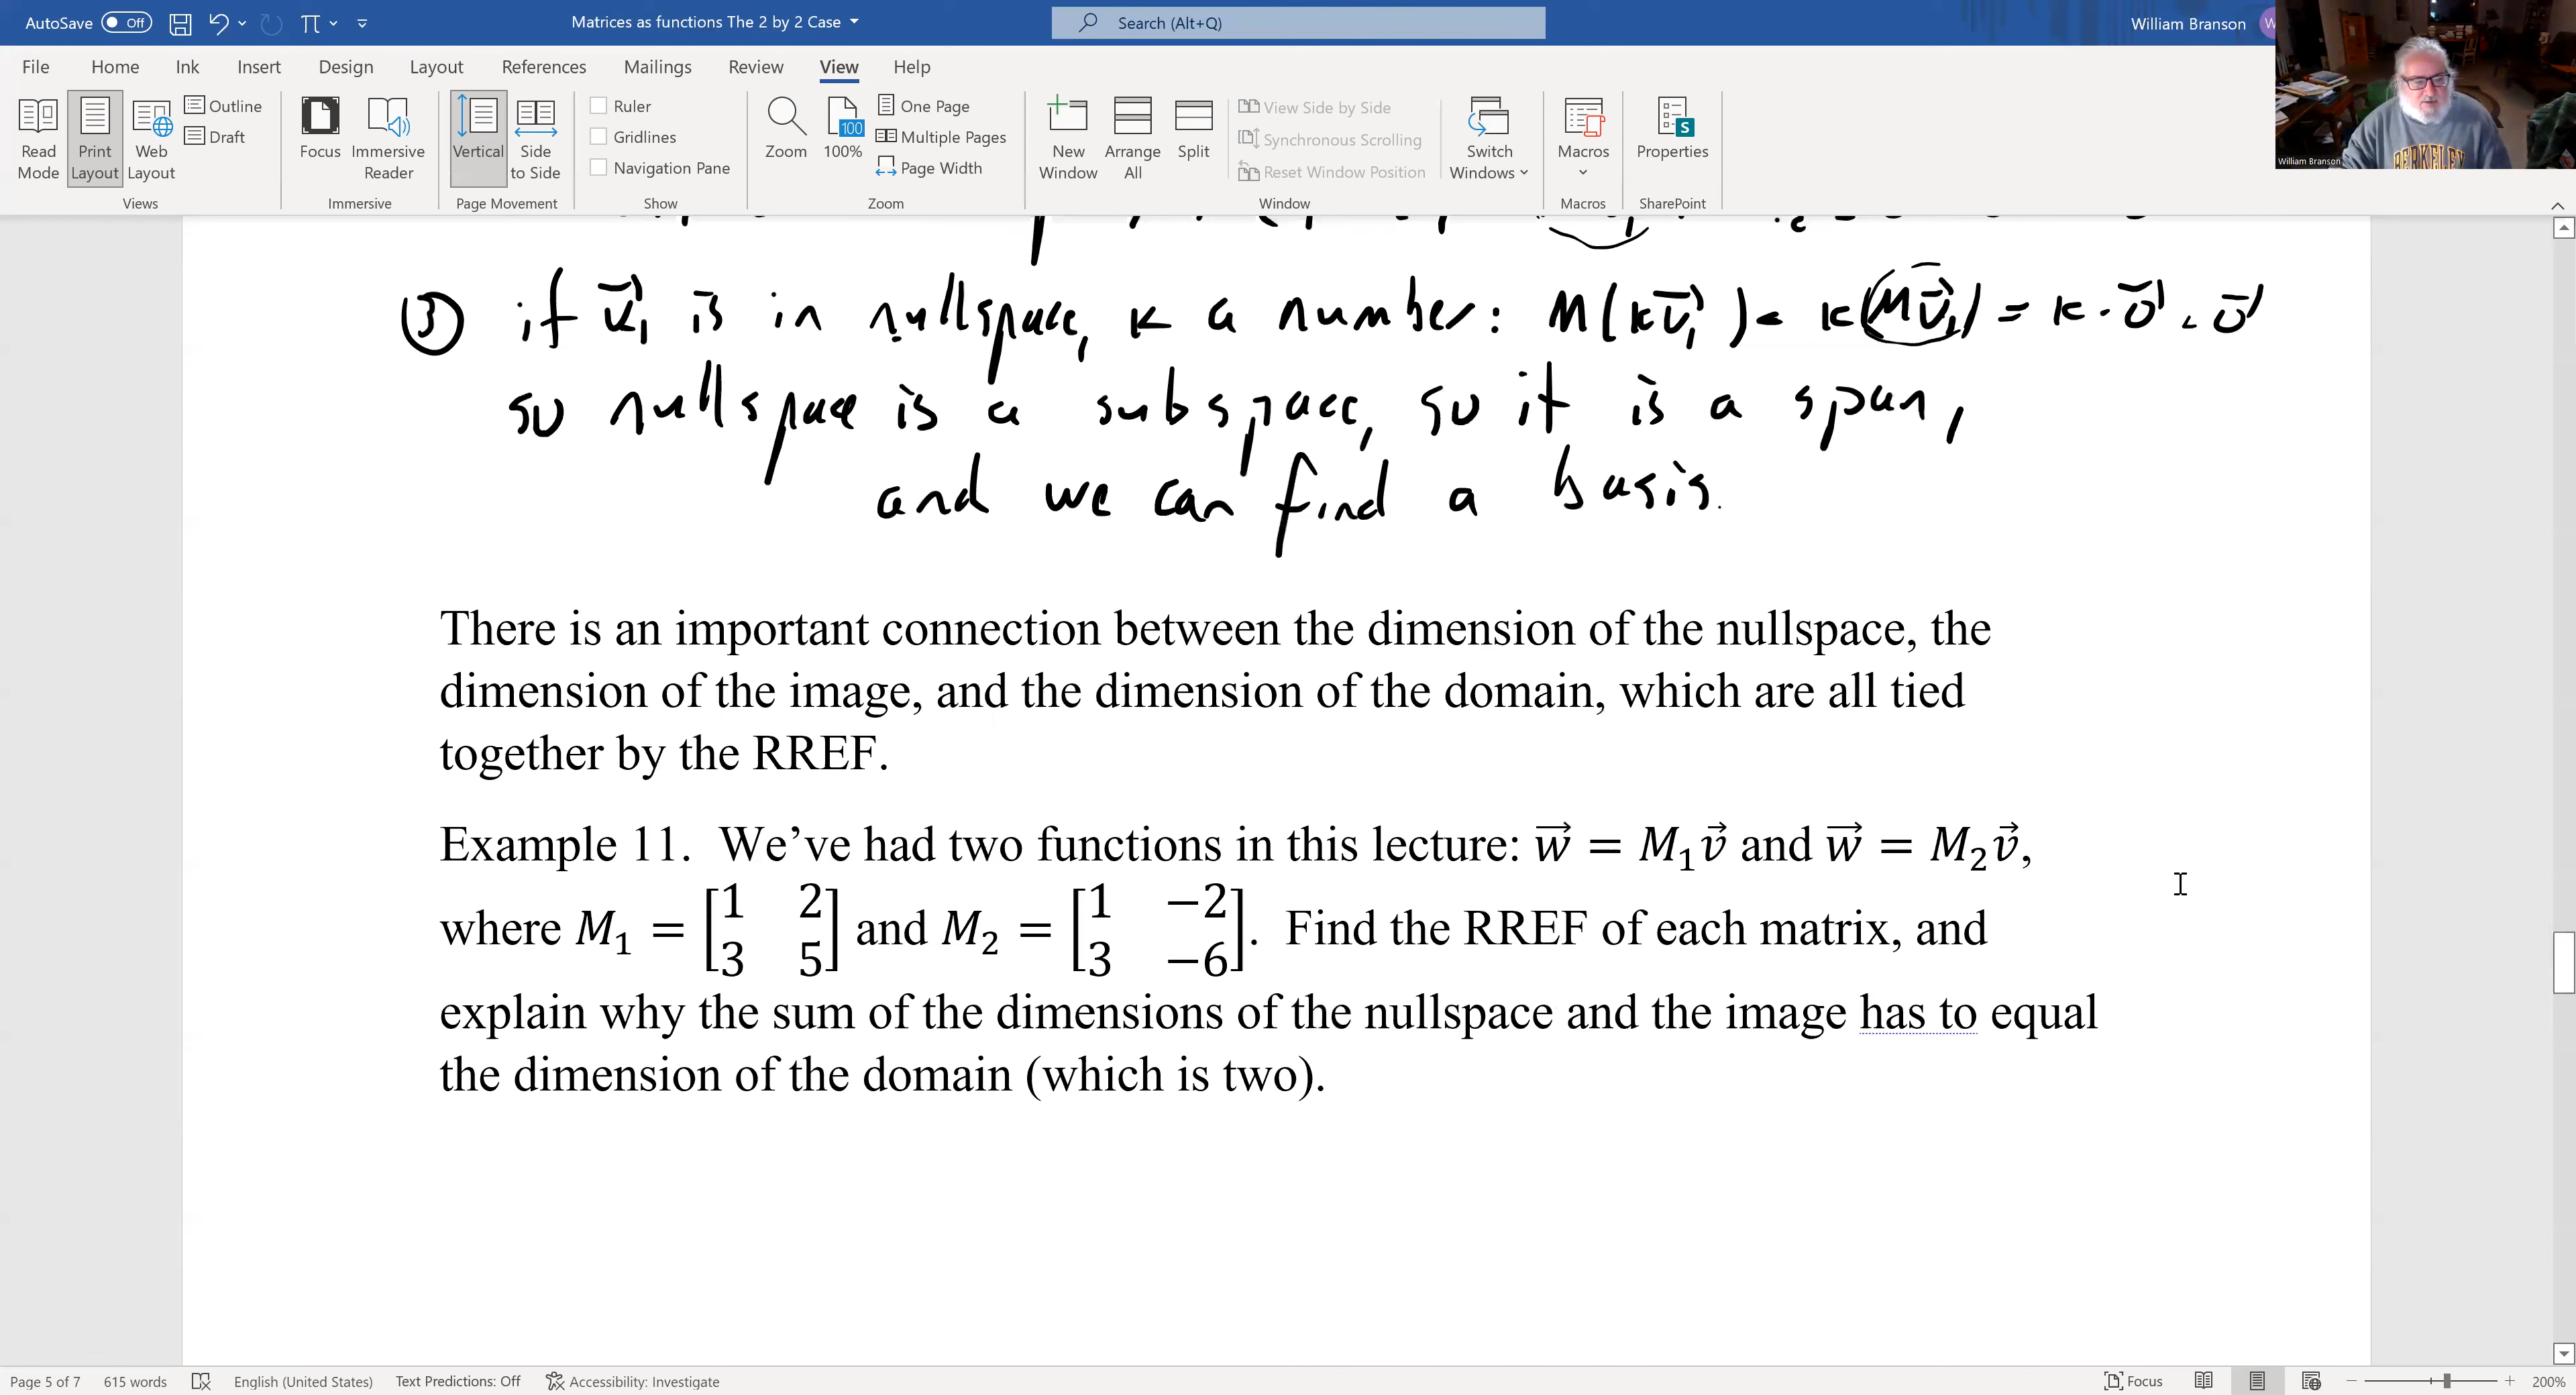 AutoSave Off Matrices as functions The 2 by 2 Case Search (Alt+Q) William Branson
File Home Ink Insert Design Layout References Mailings Review View Help
Read Mode Print Layout Web Layout Outline Draft Views
Focus Immersive Reader Immersive
Vertical Side to Side Page Movement
Ruler Gridlines Navigation Pane Show
Zoom 100 100% One Page Multiple Pages Page Width Zoom
New Window Arrange All Split View Side by Side Synchronous Scrolling Reset Window Position Switch Windows Window
Macros Macros
S Properties SharePoint
BERKELEY
William Branson
③ if v⃗₁ is in nullspace, k a number: M(kv⃗₁) = k(Mv⃗₁) = k·0⃗ = 0⃗
so nullspace is a subspace, so it is a span,
and we can find a basis.
There is an important connection between the dimension of the nullspace, the
dimension of the image, and the dimension of the domain, which are all tied
together by the RREF.
Example 11. We’ve had two functions in this lecture: w⃗ = M₁v⃗ and w⃗ = M₂v⃗,
where M₁ = [1 2; 3 5] and M₂ = [1 −2; 3 −6]. Find the RREF of each matrix, and
explain why the sum of the dimensions of the nullspace and the image has to equal
the dimension of the domain (which is two).
Page 5 of 7 615 words English (United States) Text Predictions: Off Accessibility: Investigate Focus 200%